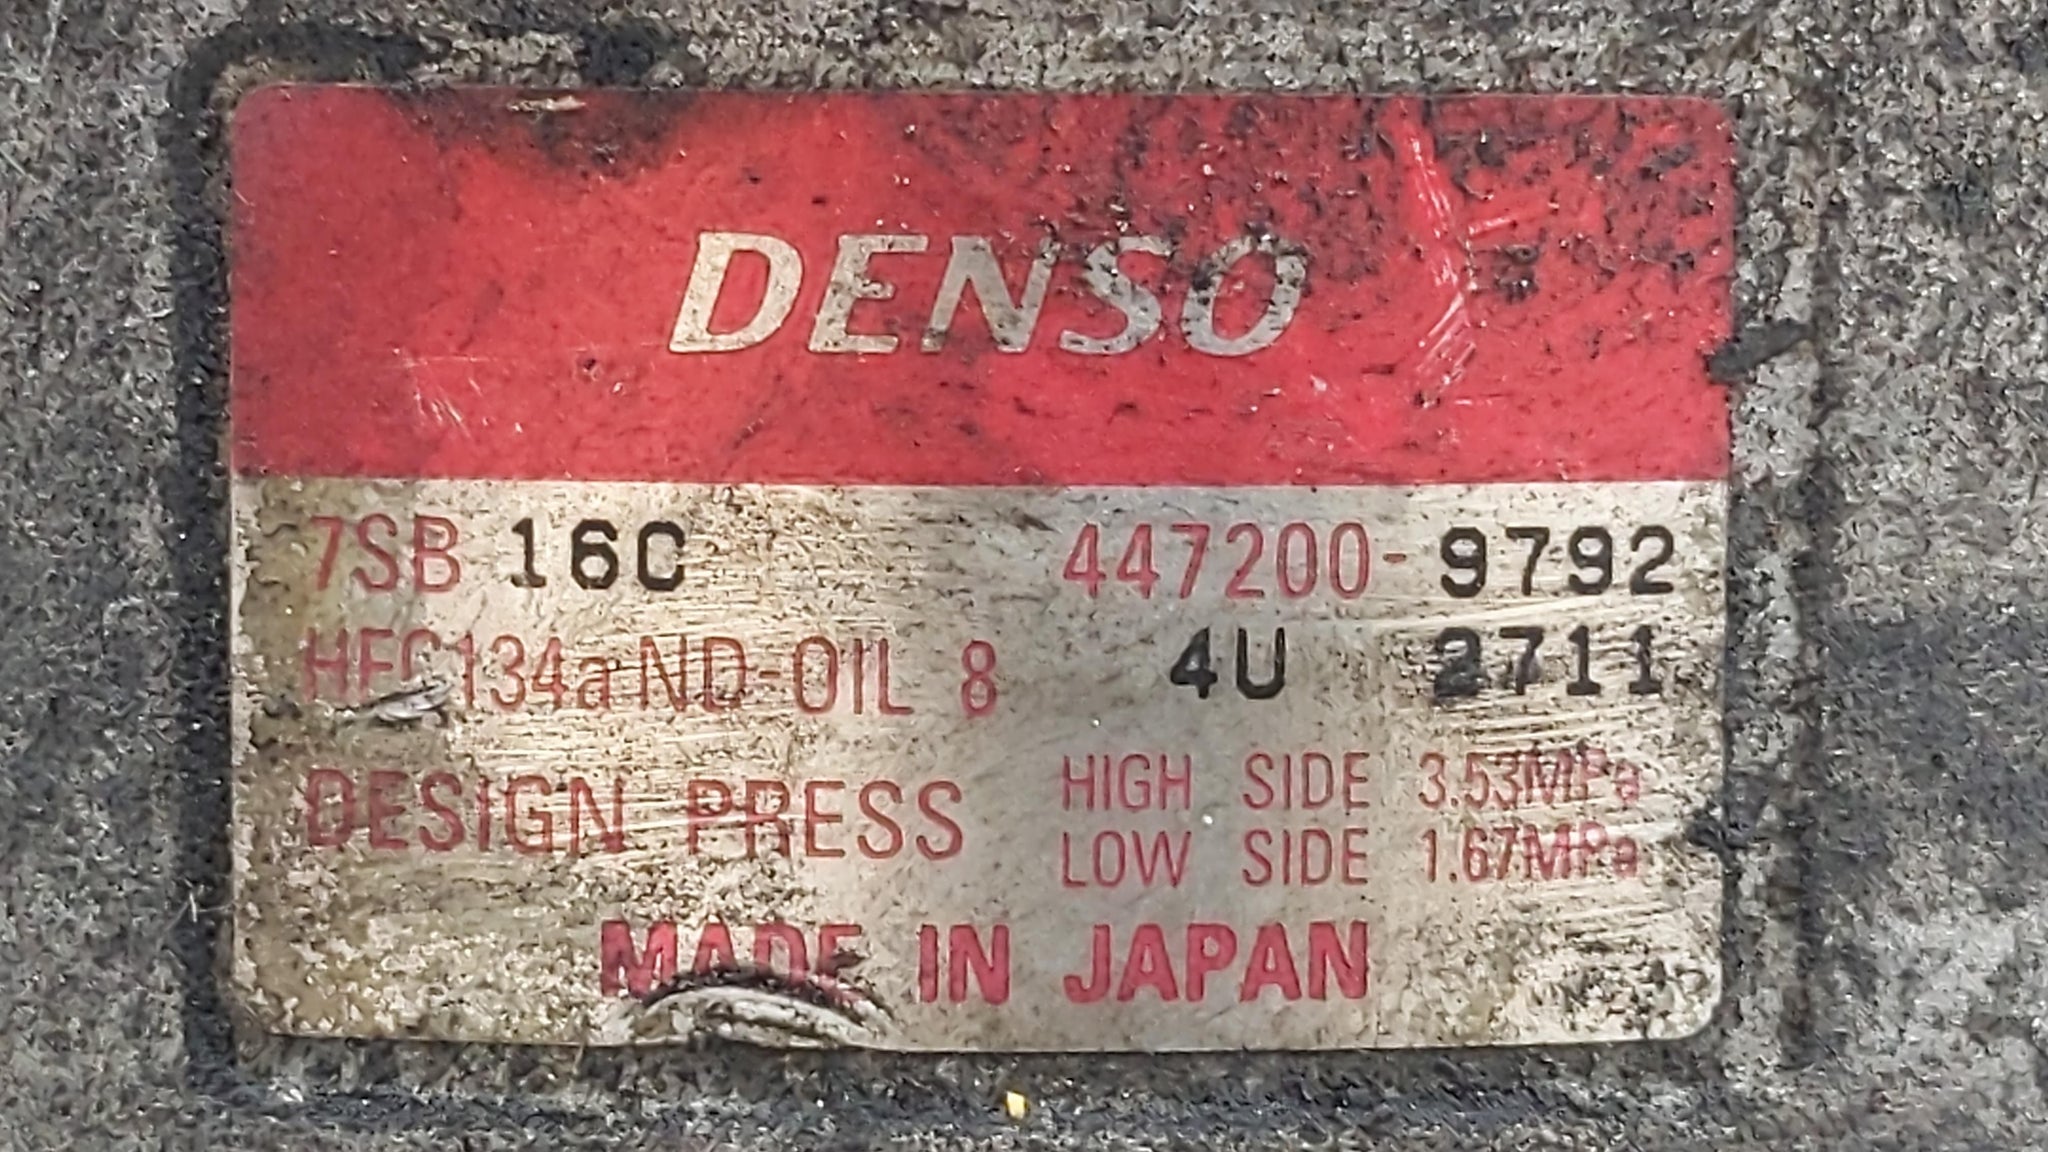 DENSO
7SB 16C 447200-9792
HFC134a ND-OIL 8 4U 2711
DESIGN PRESS HIGH SIDE 3.53MPa
LOW SIDE 1.67MPa
MADE IN JAPAN